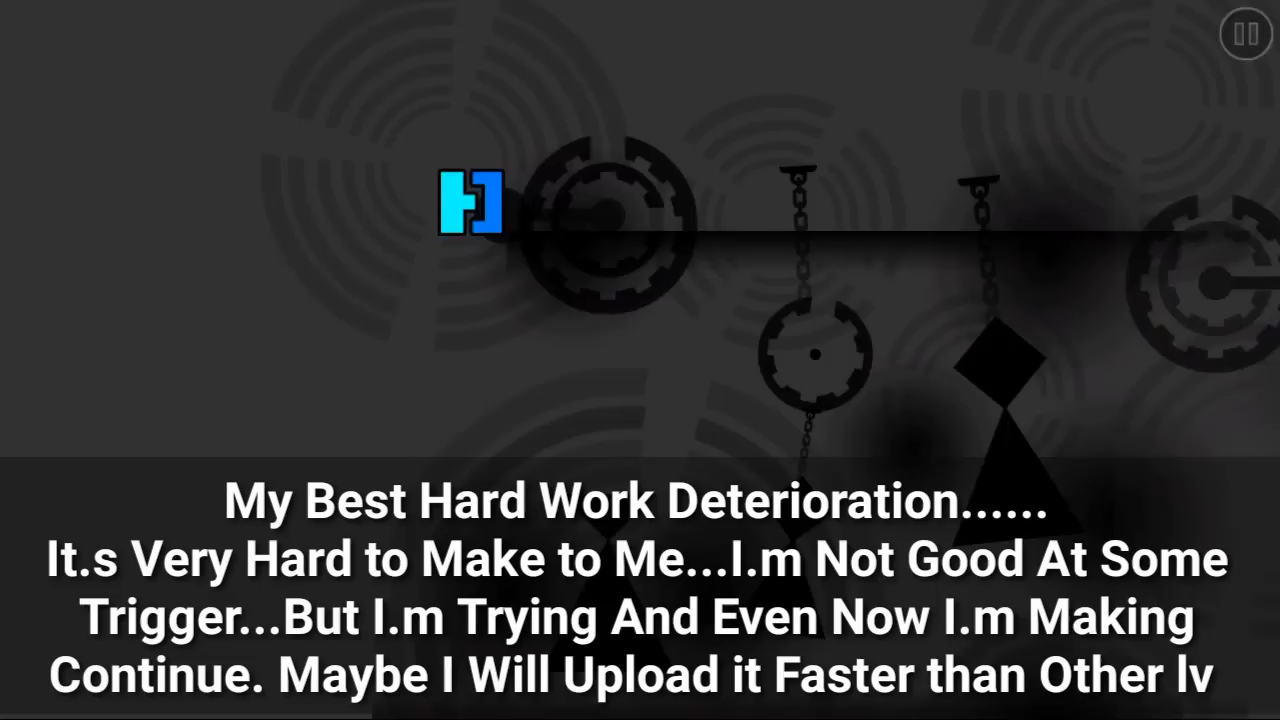 My Best Hard Work Deterioration......
It.s Very Hard to Make to Me...I.m Not Good At Some
Trigger...But I.m Trying And Even Now I.m Making
Continue. Maybe I Will Upload it Faster than Other lv